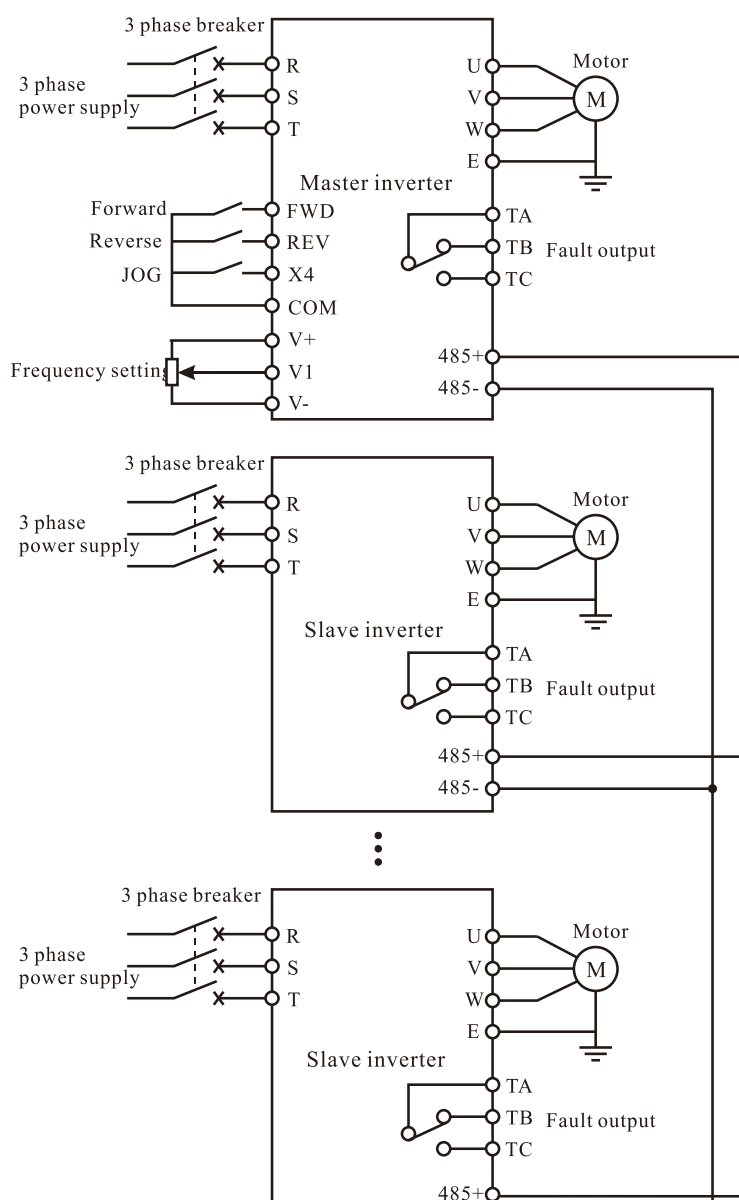 3 phase breaker
3 phase
power supply
R
S
T
U
V
W
E
Motor
M
Master inverter
Forward
Reverse
JOG
FWD
REV
X4
COM
TA
TB
TC
Fault output
Frequency setting
V+
V1
V-
485+
485-
3 phase breaker
3 phase
power supply
R
S
T
U
V
W
E
Motor
M
Slave inverter
TA
TB
TC
Fault output
485+
485-
3 phase breaker
3 phase
power supply
R
S
T
U
V
W
E
Motor
M
Slave inverter
TA
TB
TC
Fault output
485+